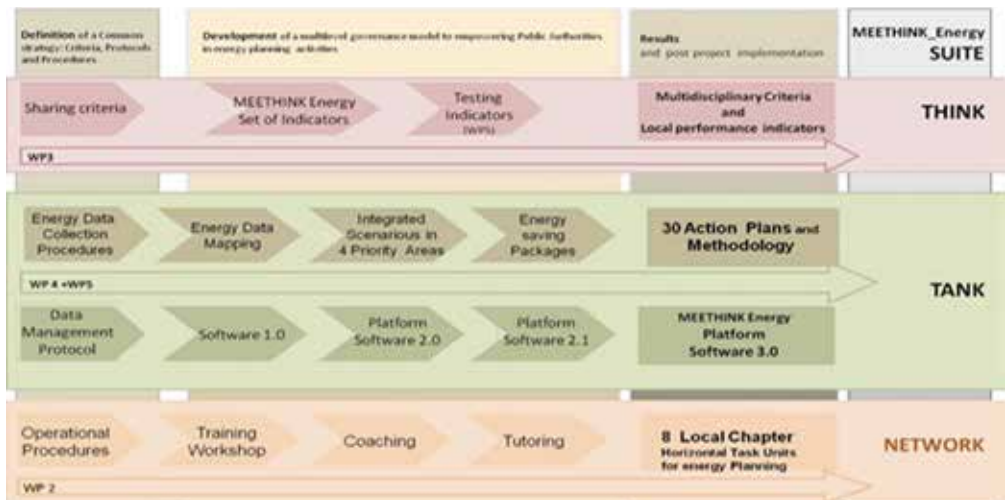 Definition of a Common
strategy: Criteria, Protocols
and Procedures
Development of a multilevel governance model to empowering Public Authorities
in energy planning activities
Results
and post project implementation
MEETHINK_Energy
SUITE
Sharing criteria
MEETHINK Energy
Set of Indicators
Testing
Indicators
(WP5)
Multidisciplinary Criteria
and
Local performance indicators
THINK
WP3
Energy Data
Collection
Procedures
Energy Data
Mapping
Integrated
Scenarious in
4 Priority Areas
Energy
saving
Packages
30 Action Plans and
Methodology
WP 4 +WP5
TANK
Data
Management
Protocol
Software 1.0
Platform
Software 2.0
Platform
Software 2.1
MEETHINK Energy
Platform
Software 3.0
Operational
Procedures
Training
Workshop
Coaching
Tutoring
8 Local Chapter
Horizontal Task Units
for energy Planning
NETWORK
WP 2